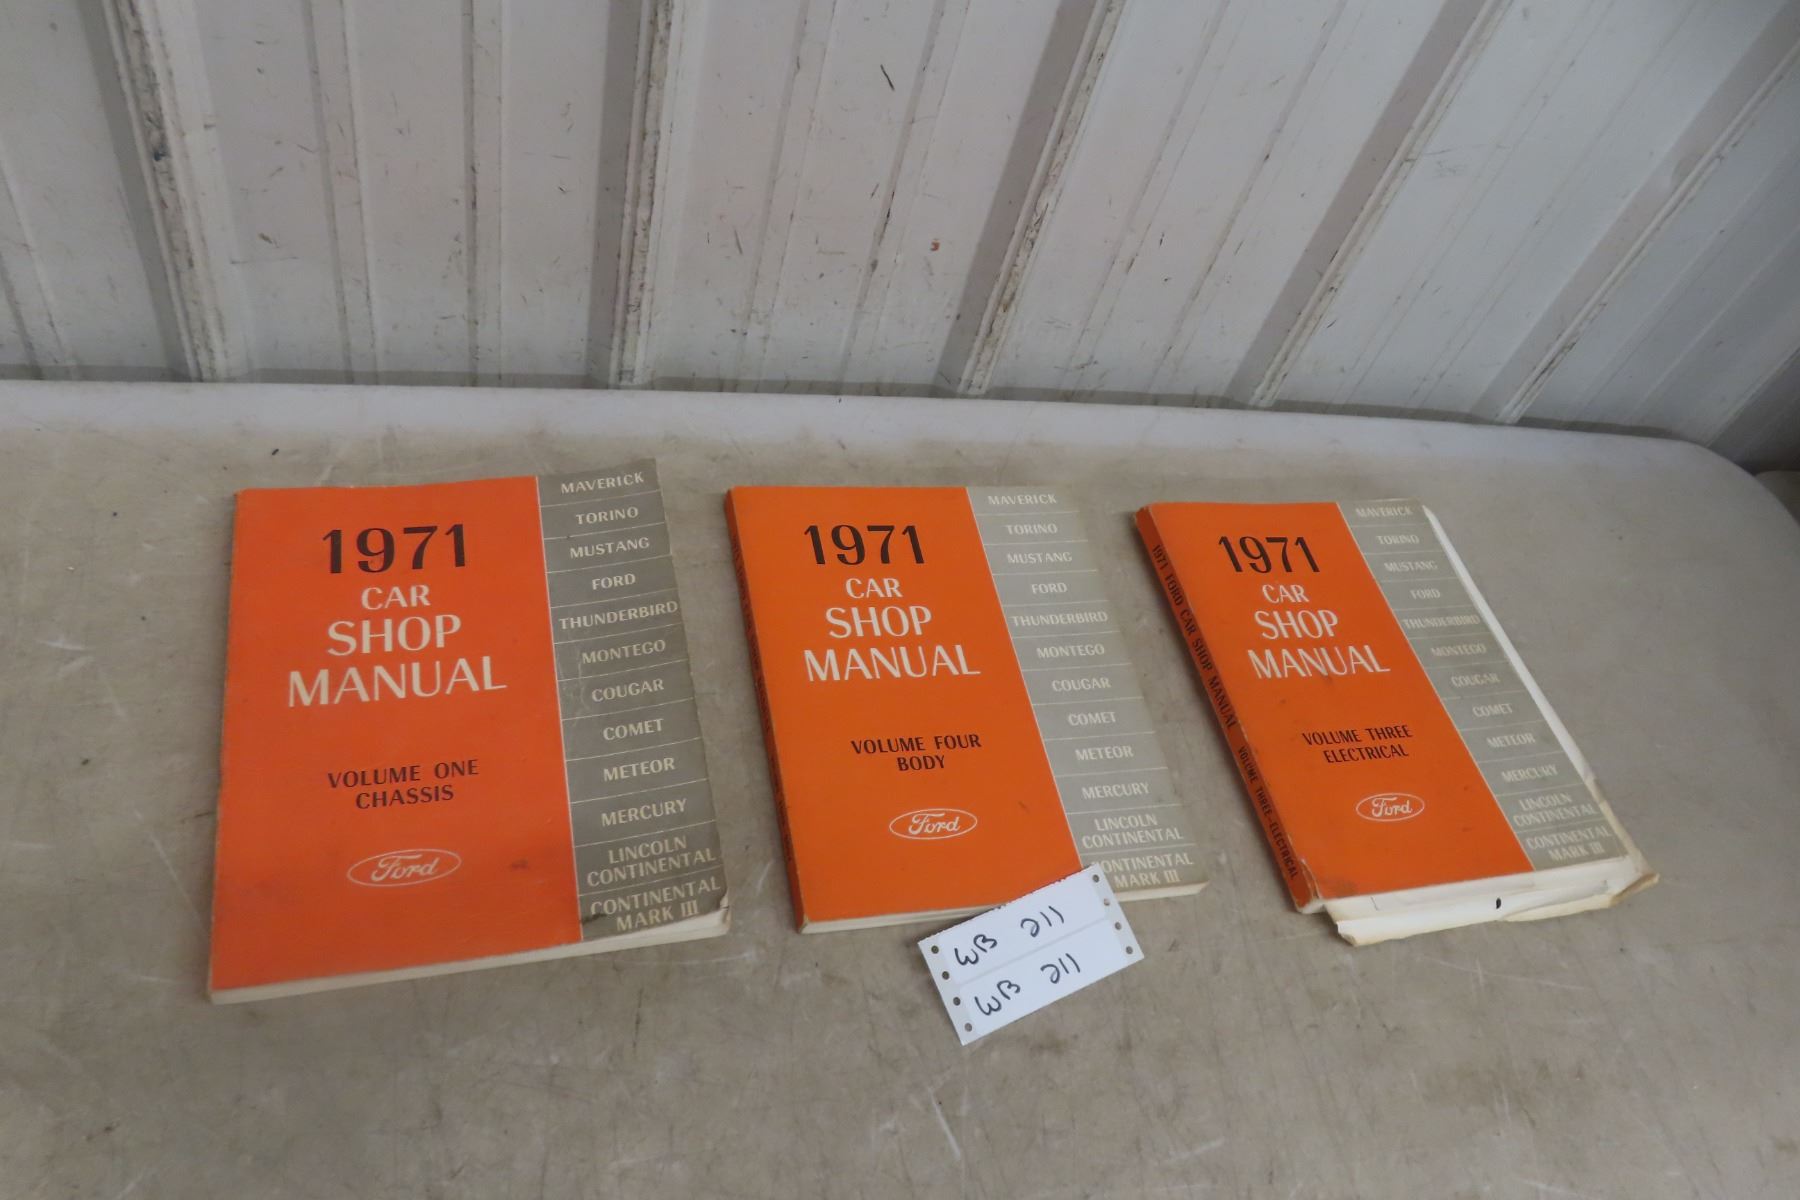 1971
CAR
SHOP
MANUAL
VOLUME ONE
CHASSIS
Ford
MAVERICK
TORINO
MUSTANG
FORD
THUNDERBIRD
MONTEGO
COUGAR
COMET
METEOR
MERCURY
LINCOLN
CONTINENTAL
CONTINENTAL
MARK III
1971
CAR
SHOP
MANUAL
VOLUME FOUR
BODY
Ford
MAVERICK
TORINO
MUSTANG
FORD
THUNDERBIRD
MONTEGO
COUGAR
COMET
METEOR
MERCURY
LINCOLN
CONTINENTAL
CONTINENTAL
MARK III
WB 211
WB 211
1971 FORD CAR SHOP MANUAL VOLUME THREE-ELECTRICAL
1971
CAR
SHOP
MANUAL
VOLUME THREE
ELECTRICAL
Ford
MAVERICK
TORINO
MUSTANG
FORD
THUNDERBIRD
MONTEGO
COUGAR
COMET
METEOR
MERCURY
LINCOLN
CONTINENTAL
CONTINENTAL
MARK III